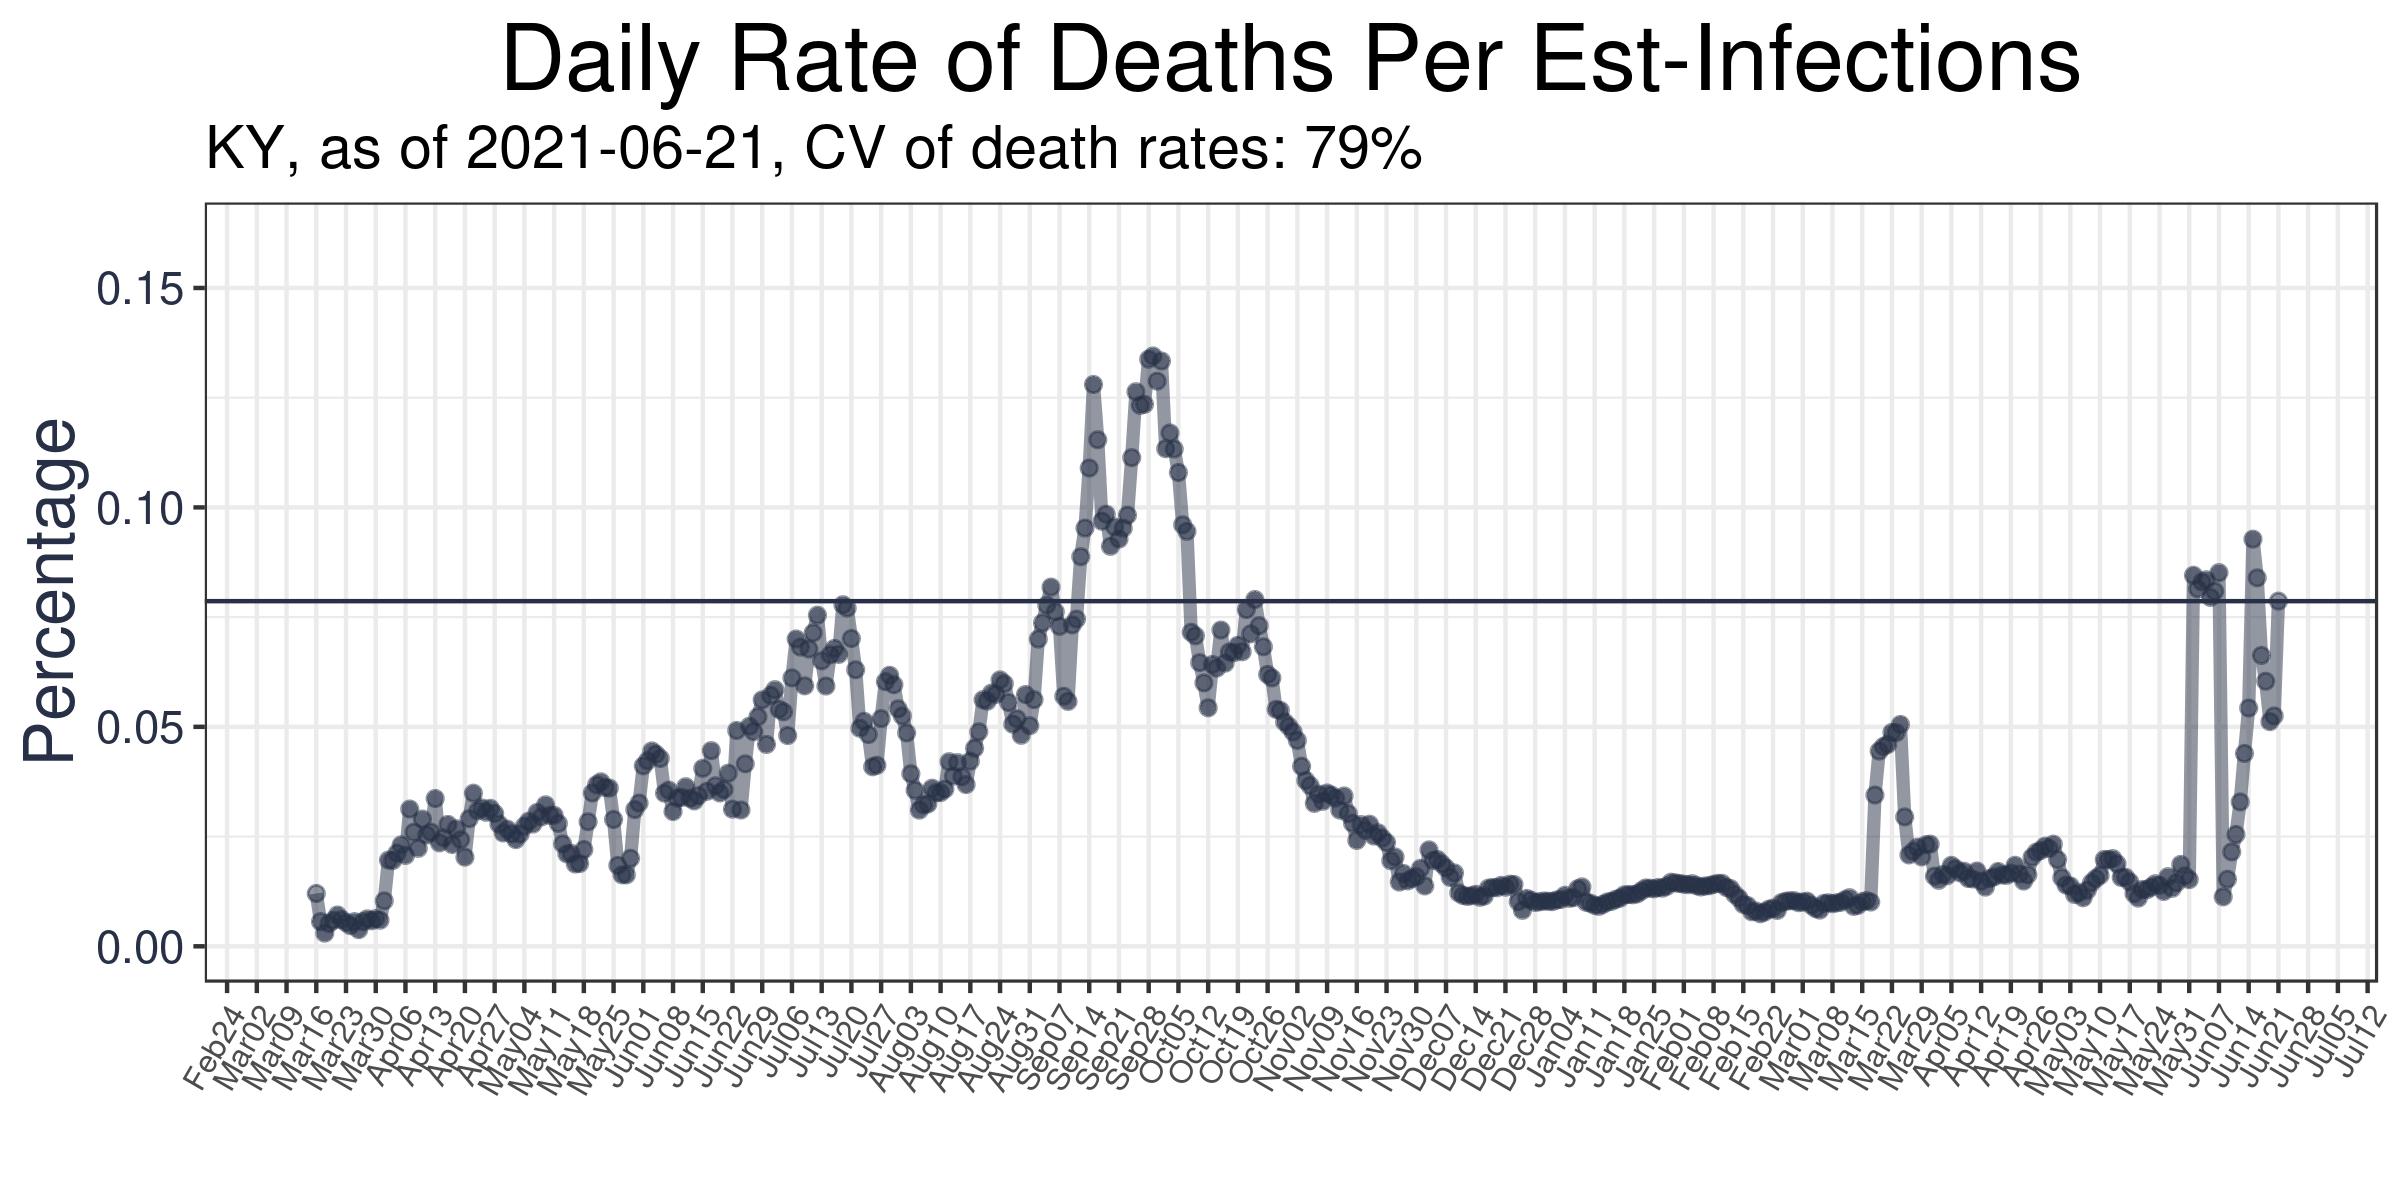 Daily Rate of Deaths Per Est-Infections
KY, as of 2021-06-21, CV of death rates: 79%
Percentage
0.15
0.10
0.05
0.00
Feb24
Mar02
Mar09
Mar16
Mar23
Mar30
Apr06
Apr13
Apr20
Apr27
May04
May11
May18
May25
Jun01
Jun08
Jun15
Jun22
Jun29
Jul06
Jul13
Jul20
Jul27
Aug03
Aug10
Aug17
Aug24
Aug31
Sep07
Sep14
Sep21
Sep28
Oct05
Oct12
Oct19
Oct26
Nov02
Nov09
Nov16
Nov23
Nov30
Dec07
Dec14
Dec21
Dec28
Dec04
Jan11
Jan18
Jan25
Feb01
Feb08
Feb15
Feb22
Mar01
Mar08
Mar15
Mar22
Mar29
Apr05
Apr12
Apr19
Apr26
May03
May10
May17
May24
May31
May07
Jun14
Jun21
Jun28
Jul05
Jul12